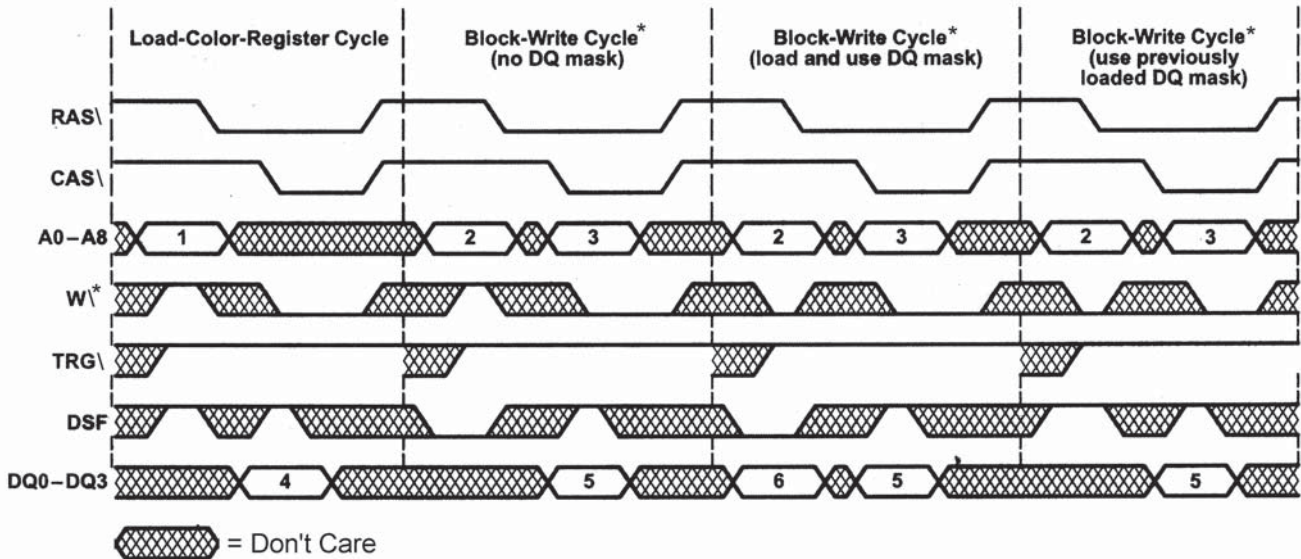 Load-Color-Register Cycle
Block-Write Cycle*
(no DQ mask)
Block-Write Cycle*
(load and use DQ mask)
Block-Write Cycle*
(use previously
loaded DQ mask)
RAS\
CAS\
A0–A8 1 2 3 2 3 2 3
W\*
TRG\
DSF
DQ0–DQ3 4 5 6 5 5
= Don't Care